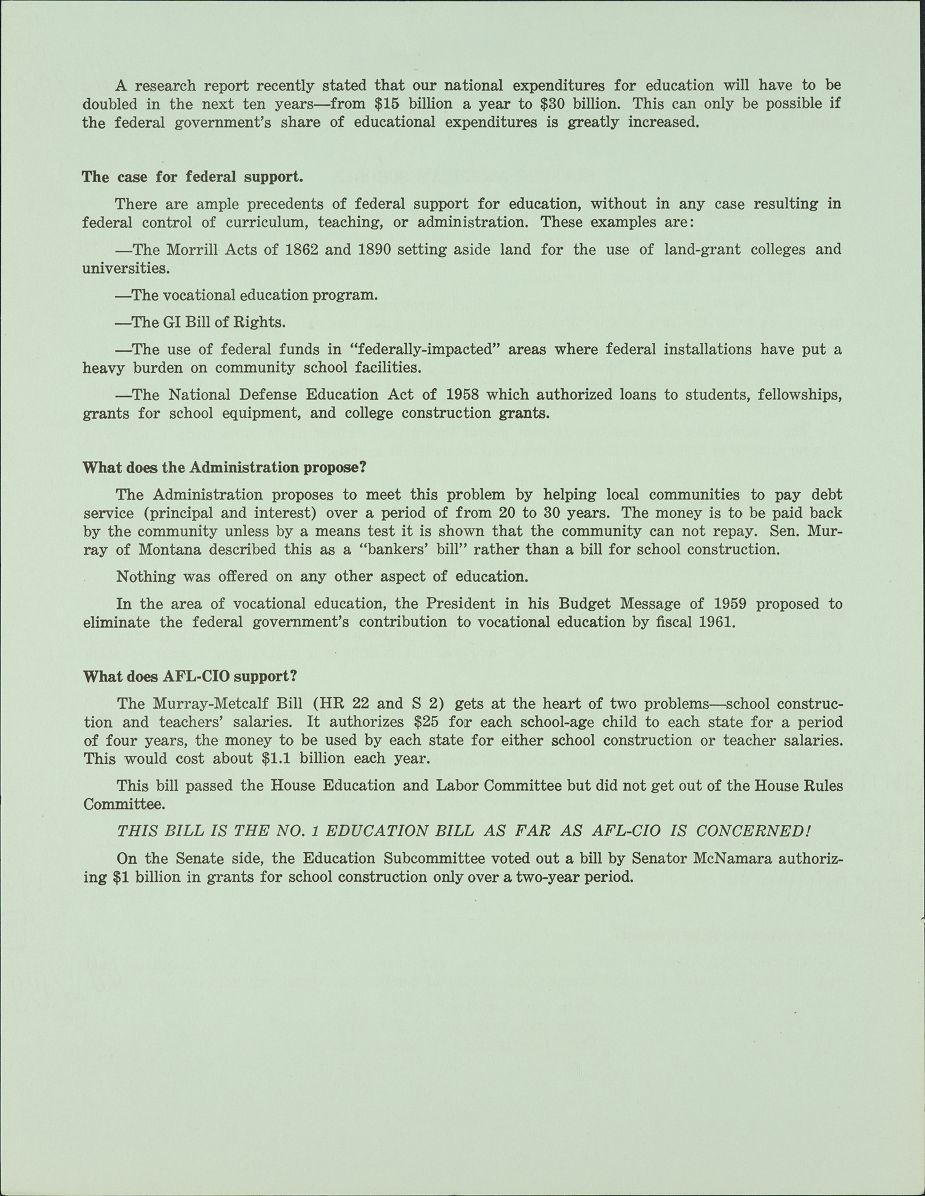 A research report recently stated that our national expenditures for education will have to be
doubled in the next ten years—from $15 billion a year to $30 billion. This can only be possible if
the federal government's share of educational expenditures is greatly increased.
The case for federal support.
There are ample precedents of federal support for education, without in any case resulting in
federal control of curriculum, teaching, or administration. These examples are:
—The Morrill Acts of 1862 and 1890 setting aside land for the use of land-grant colleges and
universities.
—The vocational education program.
—The GI Bill of Rights.
—The use of federal funds in “federally-impacted” areas where federal installations have put a
heavy burden on community school facilities.
—The National Defense Education Act of 1958 which authorized loans to students, fellowships,
grants for school equipment, and college construction grants.
What does the Administration propose?
The Administration proposes to meet this problem by helping local communities to pay debt
service (principal and interest) over a period of from 20 to 30 years. The money is to be paid back
by the community unless by a means test it is shown that the community can not repay. Sen. Mur-
ray of Montana described this as a “bankers' bill” rather than a bill for school construction.
Nothing was offered on any other aspect of education.
In the area of vocational education, the President in his Budget Message of 1959 proposed to
eliminate the federal government's contribution to vocational education by fiscal 1961.
What does AFL-CIO support?
The Murray-Metcalf Bill (HR 22 and S 2) gets at the heart of two problems—school construc-
tion and teachers' salaries. It authorizes $25 for each school-age child to each state for a period
of four years, the money to be used by each state for either school construction or teacher salaries.
This would cost about $1.1 billion each year.
This bill passed the House Education and Labor Committee but did not get out of the House Rules
Committee.
THIS BILL IS THE NO. 1 EDUCATION BILL AS FAR AS AFL-CIO IS CONCERNED!
On the Senate side, the Education Subcommittee voted out a bill by Senator McNamara authoriz-
ing $1 billion in grants for school construction only over a two-year period.